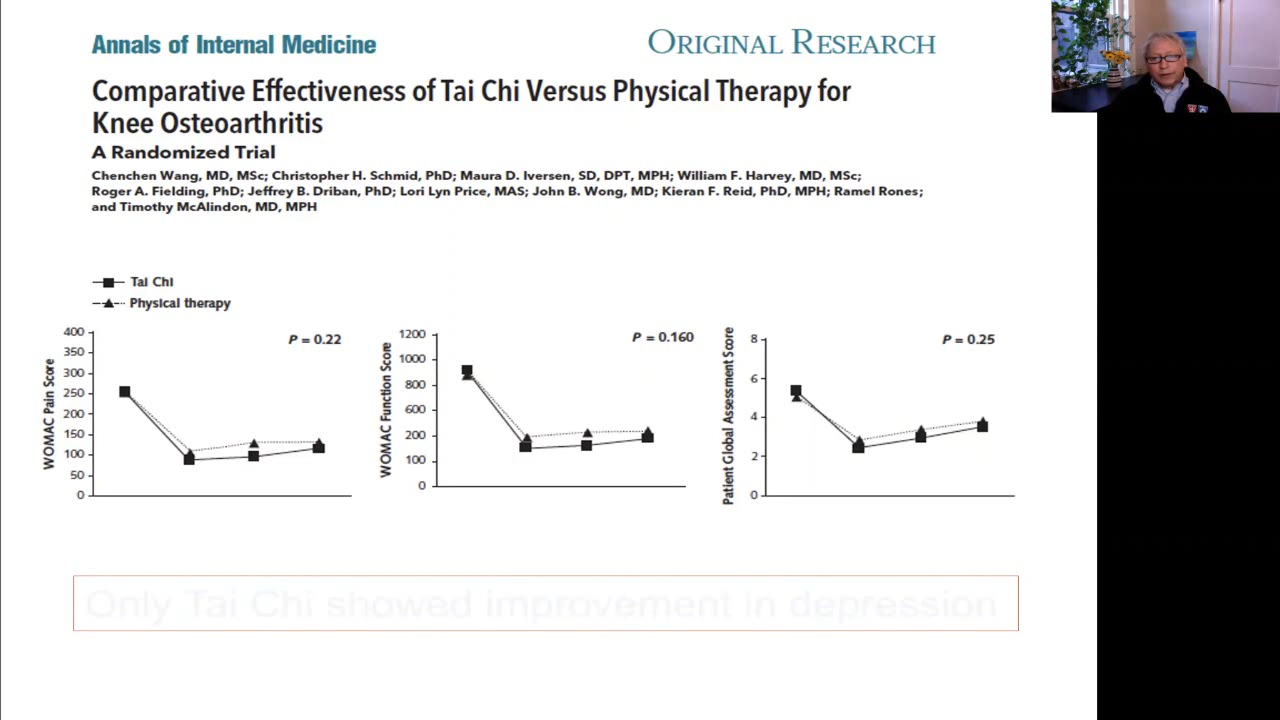 Annals of Internal Medicine
ORIGINAL RESEARCH
Comparative Effectiveness of Tai Chi Versus Physical Therapy for
Knee Osteoarthritis
A Randomized Trial
Chenchen Wang, MD, MSc; Christopher H. Schmid, PhD; Maura D. Iversen, SD, DPT, MPH; William F. Harvey, MD, MSc;
Roger A. Fielding, PhD; Jeffrey B. Driban, PhD; Lori Lyn Price, MAS; John B. Wong, MD; Kieran F. Reid, PhD, MPH; Ramel Rones;
and Timothy McAlindon, MD, MPH
Tai Chi
Physical therapy
WOMAC Pain Score
400
350
300
250
200
150
100
50
0
P = 0.22
WOMAC Function Score
1200
1000
800
600
200
100
0
P = 0.160
Patient Global Assessment Score
8
6
4
2
0
P = 0.25
Only Tai Chi showed improvement in depression